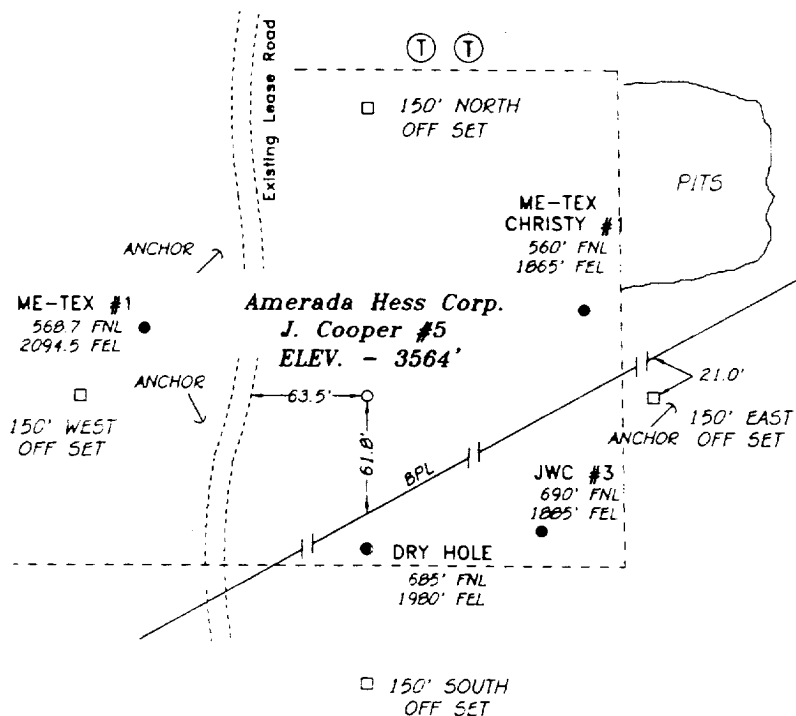 T T
Existing Lease Road
150' NORTH
OFF SET
PITS
ME-TEX
CHRISTY #1
560' FNL
1865' FEL
ANCHOR
ME-TEX #1
568.7 FNL
2094.5 FEL
Amerada Hess Corp.
J. Cooper #5
ELEV. - 3564'
ANCHOR
63.5'
21.0'
150' WEST
OFF SET
150' EAST
OFF SET
ANCHOR
61.8'
BPL
JWC #3
690' FNL
1885' FEL
DRY HOLE
685' FNL
1980' FEL
150' SOUTH
OFF SET